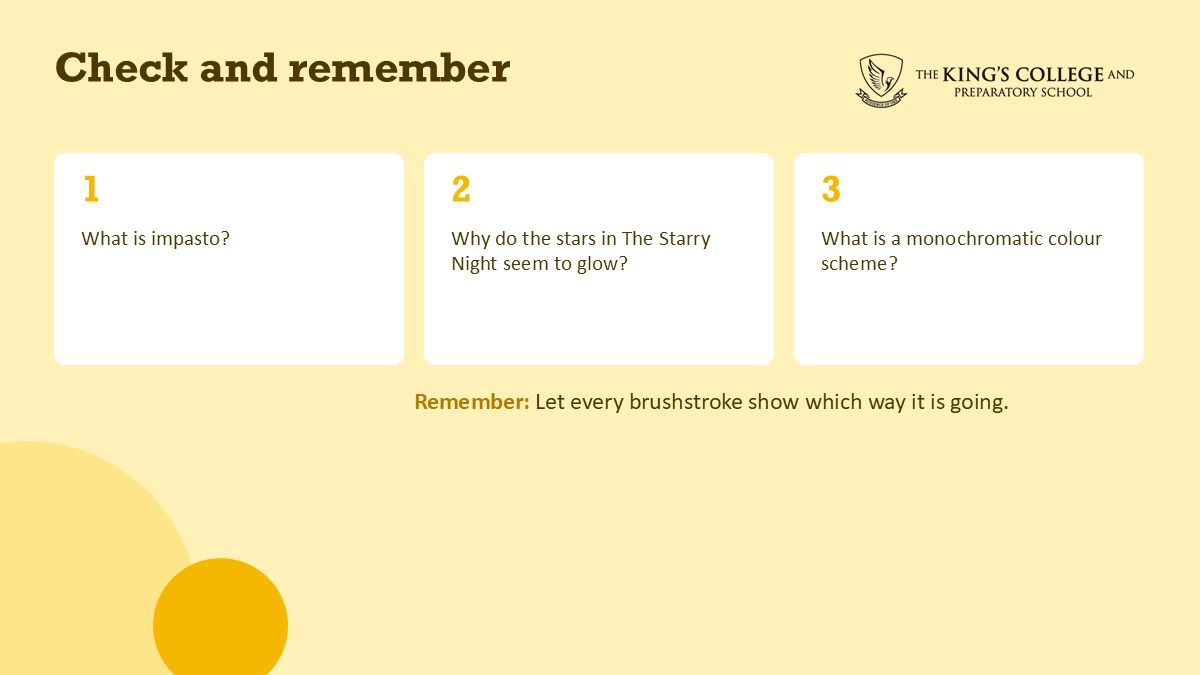 Check and remember
THE KING'S COLLEGE AND
PREPARATORY SCHOOL
1
What is impasto?
2
Why do the stars in The Starry
Night seem to glow?
3
What is a monochromatic colour
scheme?
Remember: Let every brushstroke show which way it is going.